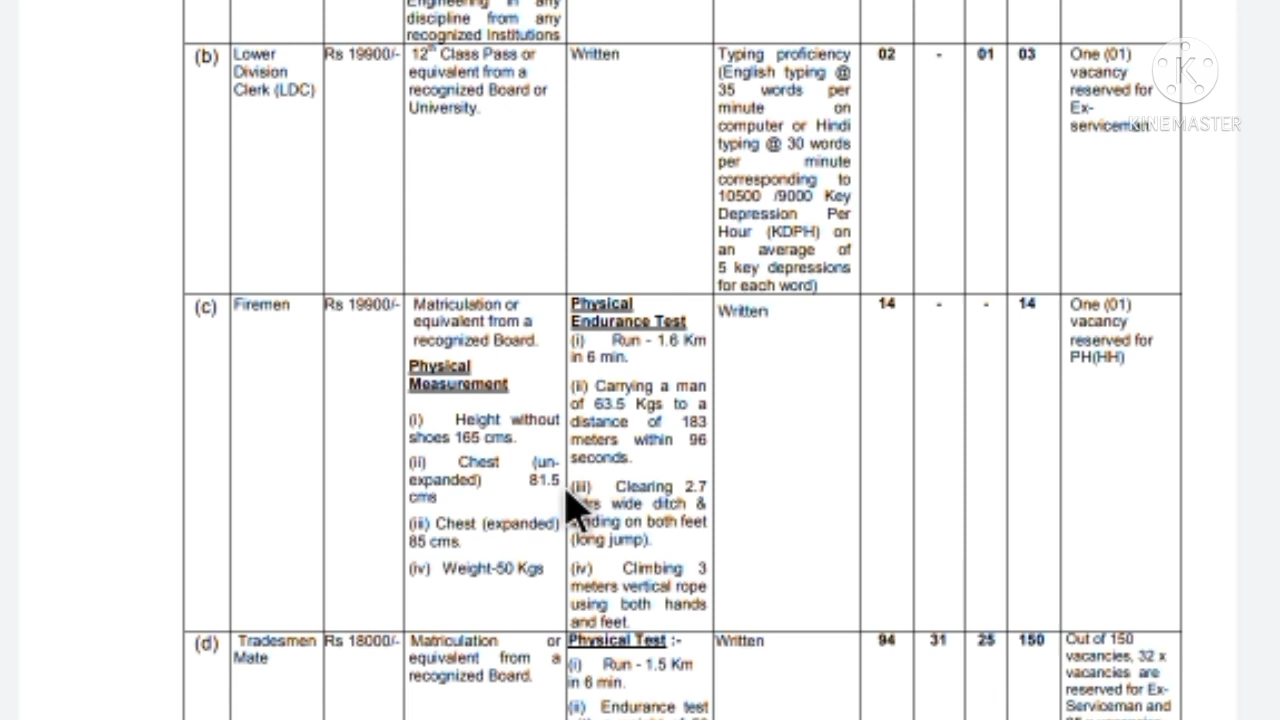 Engineering in any
discipline from any
recognized Institutions
(b)
Lower
Division
Clerk (LDC)
Rs 19900/-
12th Class Pass or
equivalent from a
recognized Board or
University.
Written
Typing proficiency
(English typing @
35 words per
minute on
computer or Hindi
typing @ 30 words
per minute
corresponding to
10500 /9000 Key
Depression Per
Hour (KDPH) on
an average of
5 key depressions
for each word)
02
-
01
03
One (01)
vacancy
reserved for
Ex-
serviceman
KINEMASTER
(c)
Firemen
Rs 19900/-
Matriculation or
equivalent from a
recognized Board.
Physical
Measurement
(i) Height without
shoes 165 cms.
(ii) Chest (un-
expanded) 81.5
cms
(iii) Chest (expanded)
85 cms.
(iv) Weight-50 Kgs
Physical
Endurance Test
(i) Run - 1.6 Km
in 6 min.
(ii) Carrying a man
of 63.5 Kgs to a
distance of 183
meters within 96
seconds.
(iii) Clearing 2.7
wide ditch &
on both feet
(long jump).
(iv) Climbing 3
meters vertical rope
using both hands
and feet.
Written
14
-
-
14
One (01)
vacancy
reserved for
PH(HH)
(d)
Tradesmen
Mate
Rs 18000/-
Matriculation or
equivalent from a
recognized Board.
Physical Test :-
(i) Run - 1.5 Km
in 6 min.
(ii) Endurance test
Written
94
31
25
150
Out of 150
vacancies, 32 x
vacancies are
reserved for Ex-
Serviceman and